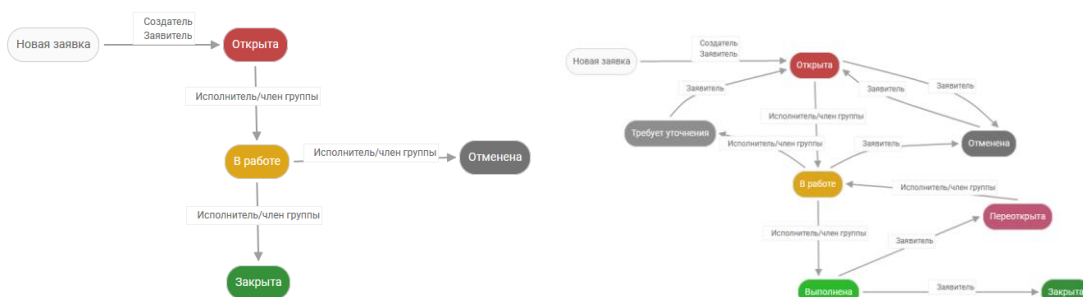 Создатель
Заявитель
Новая заявка
Открыта
Исполнитель/член группы
В работе
Исполнитель/член группы
Отменена
Исполнитель/член группы
Закрыта
Создатель
Заявитель
Новая заявка
Открыта
Заявитель
Заявитель
Заявитель
Исполнитель/член группы
Требует уточнения
Исполнитель/член группы
Заявитель
Отменена
В работе
Исполнитель/член группы
Переоткрыта
Исполнитель/член группы
Заявитель
Выполнена
Заявитель
Закрыта